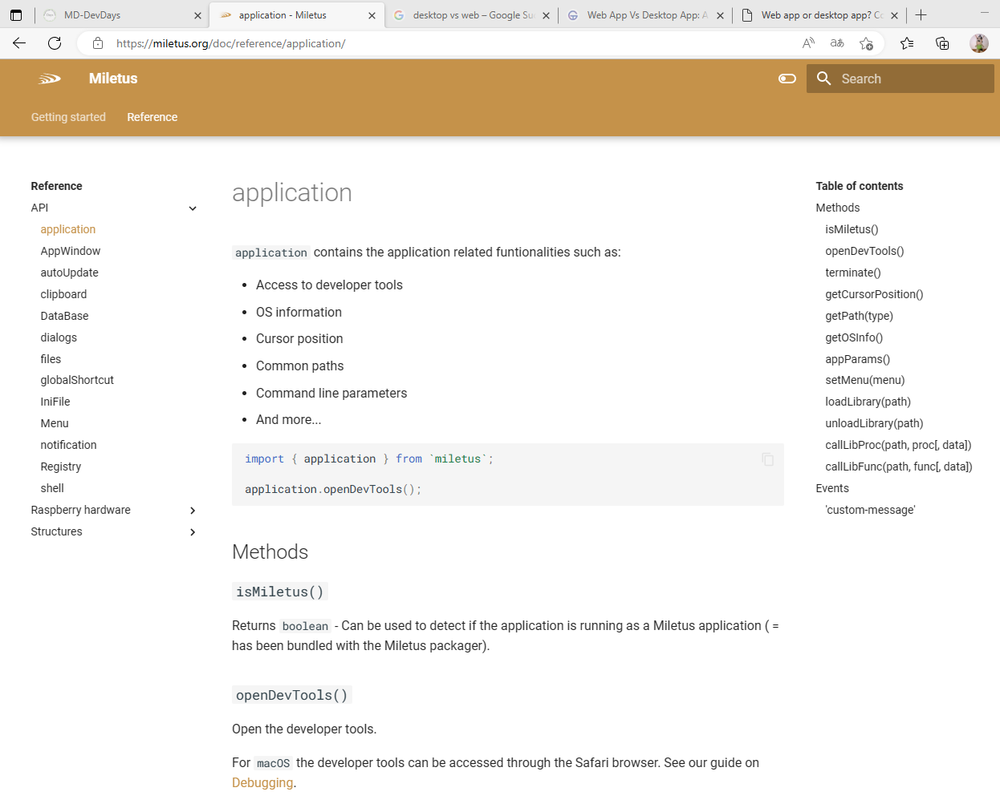 MD-DevDays
application - Miletus
desktop vs web – Google Su
Web App Vs Desktop App: A
Web app or desktop app? Co
https://miletus.org/doc/reference/application/
Miletus
Search
Getting started
Reference
Reference
API
application
AppWindow
autoUpdate
clipboard
DataBase
dialogs
files
globalShortcut
IniFile
Menu
notification
Registry
shell
Raspberry hardware
Structures
application
application contains the application related funtionalities such as:
• Access to developer tools
• OS information
• Cursor position
• Common paths
• Command line parameters
• And more...
import { application } from `miletus`;
application.openDevTools();
Methods
isMiletus()
Returns boolean - Can be used to detect if the application is running as a Miletus application ( =
has been bundled with the Miletus packager).
openDevTools()
Open the developer tools.
For macOS the developer tools can be accessed through the Safari browser. See our guide on
Debugging.
Table of contents
Methods
isMiletus()
openDevTools()
terminate()
getCursorPosition()
getPath(type)
getOSInfo()
appParams()
setMenu(menu)
loadLibrary(path)
unloadLibrary(path)
callLibProc(path, proc[, data])
callLibFunc(path, func[, data])
Events
'custom-message'